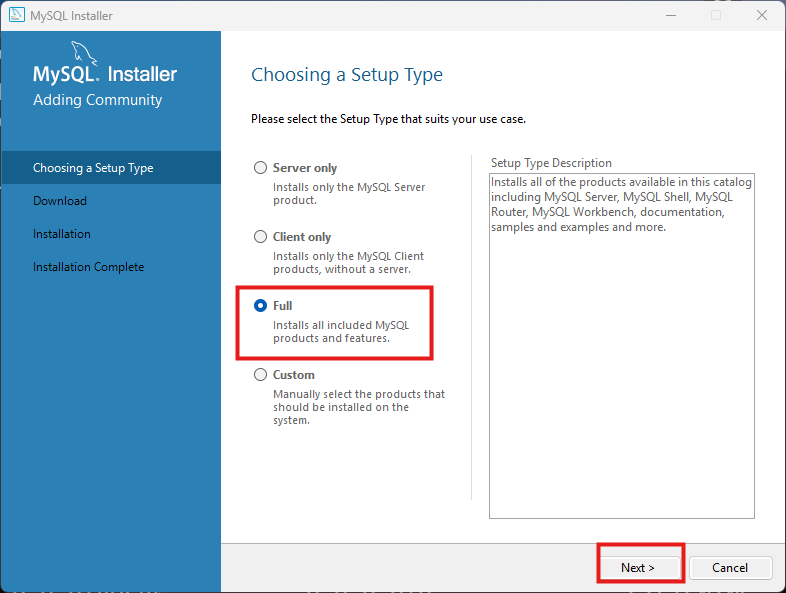 MySQL Installer
MySQL. Installer
Adding Community
Choosing a Setup Type
Download
Installation
Installation Complete
Choosing a Setup Type
Please select the Setup Type that suits your use case.
Server only
Installs only the MySQL Server
product.
Client only
Installs only the MySQL Client
products, without a server.
Full
Installs all included MySQL
products and features.
Custom
Manually select the products that
should be installed on the
system.
Setup Type Description
Installs all of the products available in this catalog
including MySQL Server, MySQL Shell, MySQL
Router, MySQL Workbench, documentation,
samples and examples and more.
Next >
Cancel